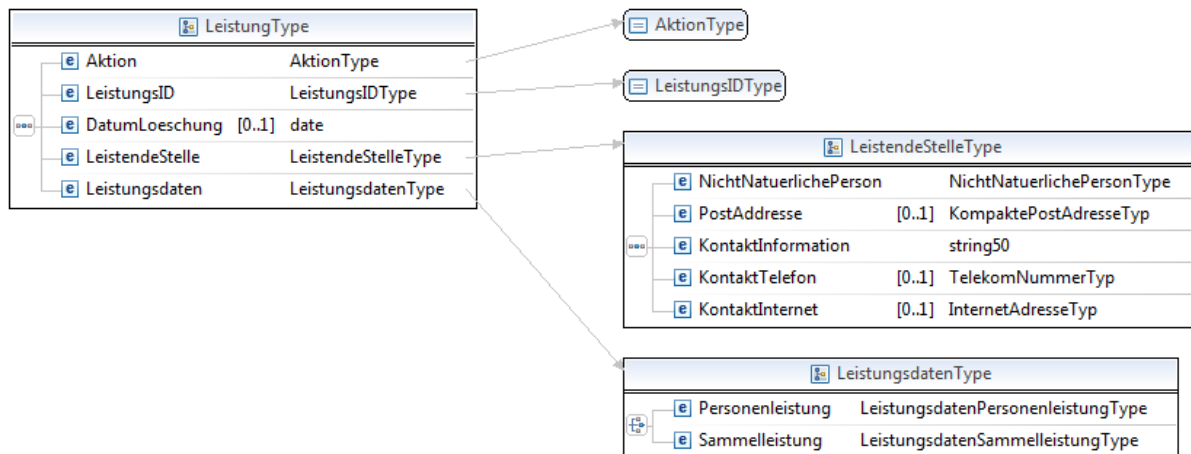 LeistungType
Aktion AktionType
LeistungsID LeistungsIDType
DatumLoeschung [0..1] date
LeistendeStelle LeistendeStelleType
Leistungsdaten LeistungsdatenType
AktionType
LeistungsIDType
LeistendeStelleType
NichtNatuerlichePerson NichtNatuerlichePersonType
PostAddresse [0..1] KompaktePostAdresseTyp
KontaktInformation string50
KontaktTelefon [0..1] TelekomNummerTyp
KontaktInternet [0..1] InternetAdresseTyp
LeistungsdatenType
Personenleistung LeistungsdatenPersonenleistungType
Sammelleistung LeistungsdatenSammelleistungType